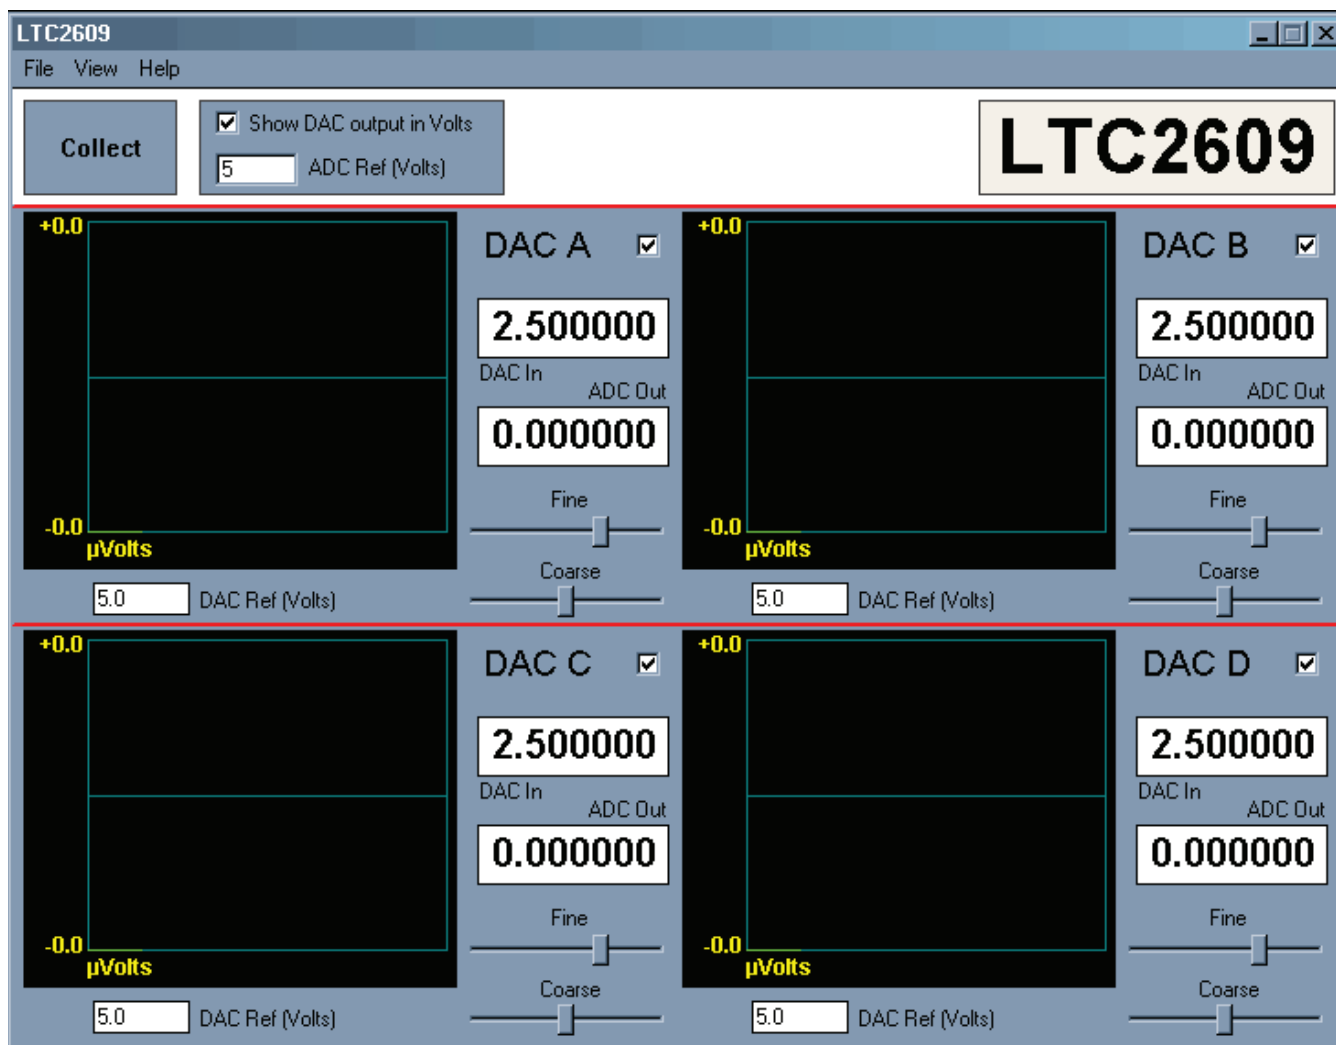 LTC2609
File View Help
Collect
Show DAC output in Volts
5 ADC Ref (Volts)
LTC2609
+0.0
-0.0
µVolts
5.0 DAC Ref (Volts)
DAC A
2.500000
DAC In
ADC Out
0.000000
Fine
Coarse
+0.0
-0.0
µVolts
5.0 DAC Ref (Volts)
DAC B
2.500000
DAC In
ADC Out
0.000000
Fine
Coarse
+0.0
-0.0
µVolts
5.0 DAC Ref (Volts)
DAC C
2.500000
DAC In
ADC Out
0.000000
Fine
Coarse
+0.0
-0.0
µVolts
5.0 DAC Ref (Volts)
DAC D
2.500000
DAC In
ADC Out
0.000000
Fine
Coarse